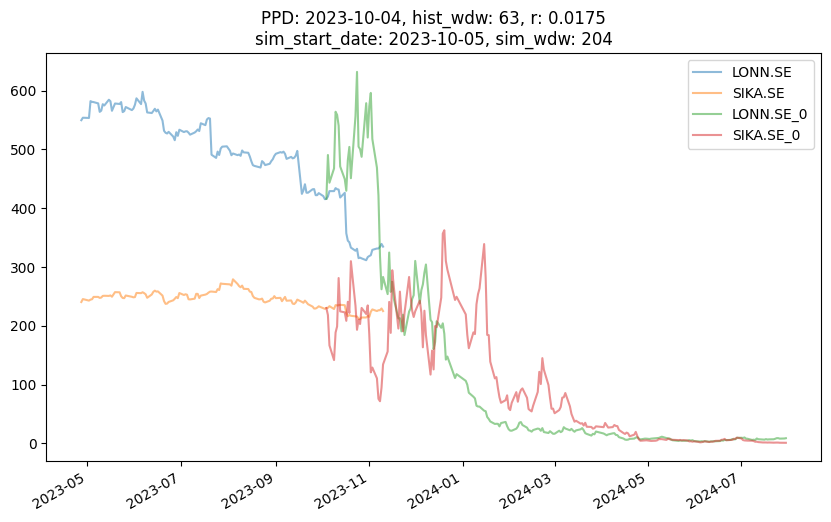 PPD: 2023-10-04, hist_wdw: 63, r: 0.0175
sim_start_date: 2023-10-05, sim_wdw: 204
LONN.SE
SIKA.SE
LONN.SE_0
SIKA.SE_0
600
500
400
300
200
100
0
2023-05
2023-07
2023-09
2023-11
2024-01
2024-03
2024-05
2024-07